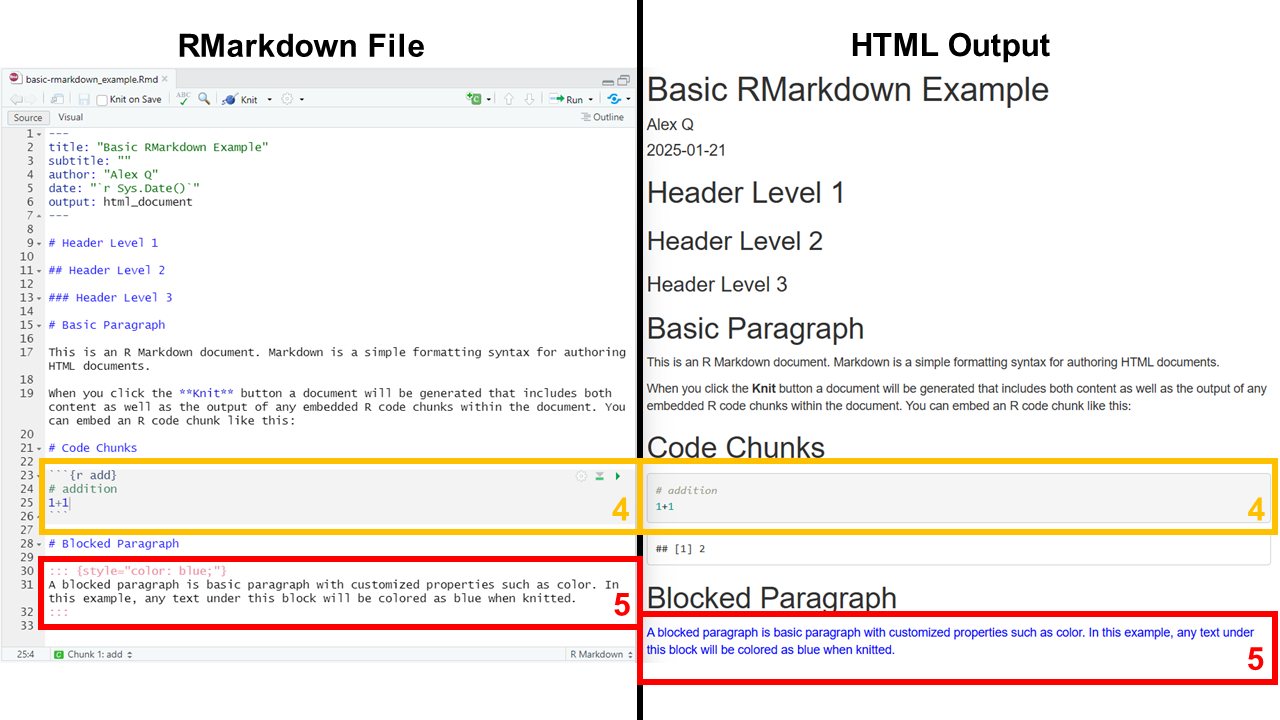 RMarkdown File
basic-rmarkdown_example.Rmd
Knit on Save
ABC
Knit
Run
Source
Visual
Outline
1 ---
2 title: "Basic RMarkdown Example"
3 subtitle: ""
4 author: "Alex Q"
5 date: "`r Sys.Date()`"
6 output: html_document
7 ---
8
9 # Header Level 1
10
11 ## Header Level 2
12
13 ### Header Level 3
14
15 # Basic Paragraph
16
17 This is an R Markdown document. Markdown is a simple formatting syntax for authoring
HTML documents.
18
19 When you click the **Knit** button a document will be generated that includes both
content as well as the output of any embedded R code chunks within the document. You
can embed an R code chunk like this:
20
21 # Code Chunks
22
23 ```{r add}
24 # addition
25 1+1
26 ```
4
27
28 # Blocked Paragraph
29
30 ::: {style="color: blue;"}
31 A blocked paragraph is basic paragraph with customized properties such as color. In
this example, any text under this block will be colored as blue when knitted.
32 :::
5
33
25:4
C Chunk 1: add
R Markdown
HTML Output
Basic RMarkdown Example
Alex Q
2025-01-21
Header Level 1
Header Level 2
Header Level 3
Basic Paragraph
This is an R Markdown document. Markdown is a simple formatting syntax for authoring HTML documents.
When you click the Knit button a document will be generated that includes both content as well as the output of any
embedded R code chunks within the document. You can embed an R code chunk like this:
Code Chunks
# addition
1+1
4
## [1] 2
Blocked Paragraph
A blocked paragraph is basic paragraph with customized properties such as color. In this example, any text under
this block will be colored as blue when knitted.
5